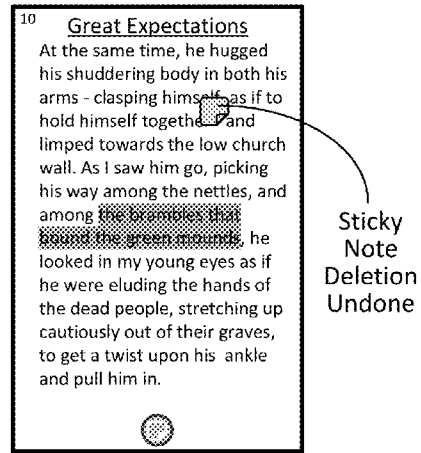 10
Great Expectations
At the same time, he hugged
his shuddering body in both his
arms - clasping himself, as if to
hold himself together - and
limped towards the low church
wall. As I saw him go, picking
his way among the nettles, and
among the brambles that
bound the green mounds, he
looked in my young eyes as if
he were eluding the hands of
the dead people, stretching up
cautiously out of their graves,
to get a twist upon his ankle
and pull him in.
Sticky
Note
Deletion
Undone